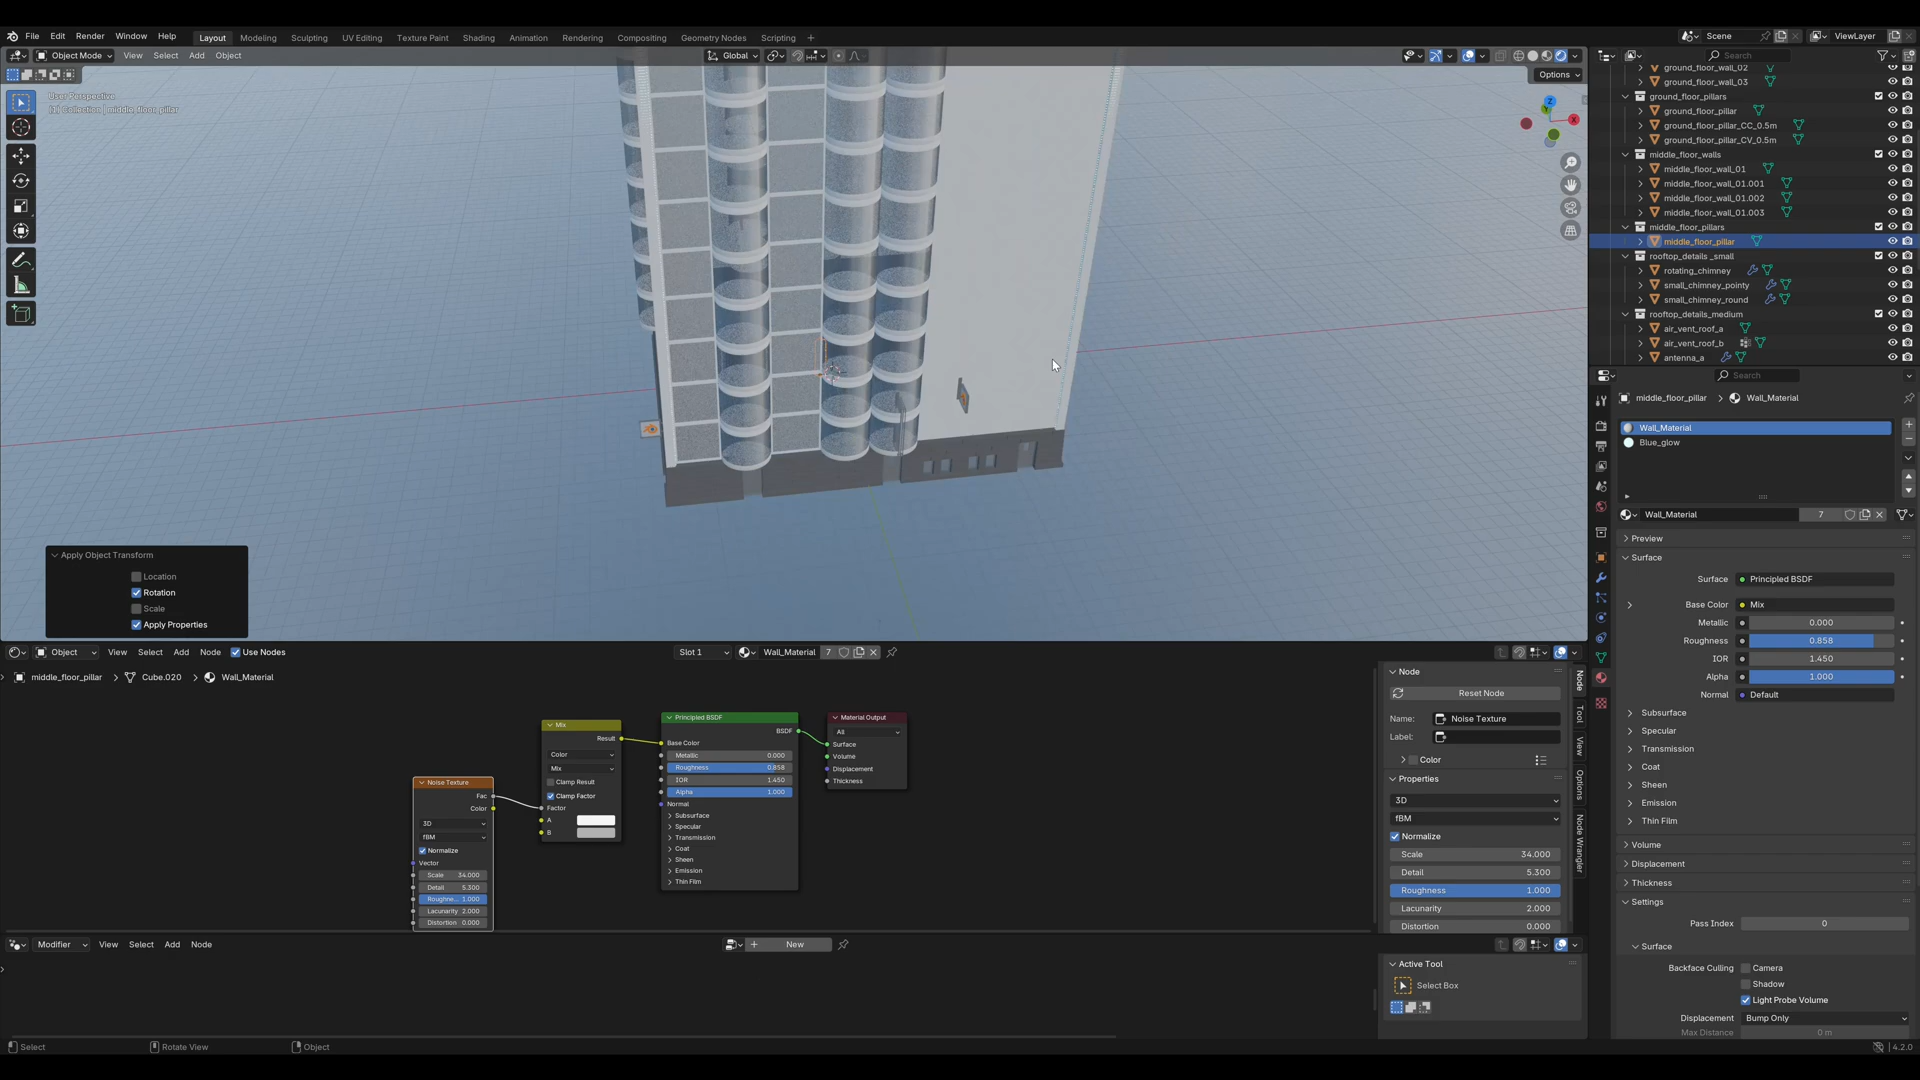 File Edit Render Window Help Layout Modeling Sculpting UV Editing Texture Paint Shading Animation Rendering Compositing Geometry Nodes Scripting + Scene ViewLayer
Object Mode View Select Add Object Global Search
Options
User Perspective
(1) Collection | middle_floor_pillar
X
Z
ground_floor_wall_02
ground_floor_wall_03
ground_floor_pillars
ground_floor_pillar
ground_floor_pillar_CC_0.5m
ground_floor_pillar_CV_0.5m
middle_floor_walls
middle_floor_wall_01
middle_floor_wall_01.001
middle_floor_wall_01.002
middle_floor_wall_01.003
middle_floor_pillars
middle_floor_pillar
rooftop_details _small
rotating_chimney
small_chimney_pointy
small_chimney_round
rooftop_details_medium
air_vent_roof_a
air_vent_roof_b
antenna_a
Search
middle_floor_pillar > Wall_Material
Wall_Material
Blue_glow
Wall_Material 7
Preview
Surface
Surface Principled BSDF
Base Color Mix
Metallic 0.000
Roughness 0.858
IOR 1.450
Alpha 1.000
Normal Default
Subsurface
Specular
Transmission
Coat
Sheen
Emission
Thin Film
Volume
Displacement
Thickness
Settings
Pass Index 0
Surface
Backface Culling Camera
Shadow
Light Probe Volume
Displacement Bump Only
Max Distance 0 m
Apply Object Transform
Location
Rotation
Scale
Apply Properties
Object View Select Add Node Use Nodes Slot 1 Wall_Material 7
middle_floor_pillar > Cube.020 > Wall_Material
Noise Texture
Fac
Color
3D
fBM
Normalize
Vector
Scale 34.000
Detail 5.300
Roughne... 1.000
Lacunarity 2.000
Distortion 0.000
Mix
Result
Color
Mix
Clamp Result
Clamp Factor
Factor
A
B
Principled BSDF
BSDF
Base Color
Metallic 0.000
Roughness 0.858
IOR 1.450
Alpha 1.000
Normal
Subsurface
Specular
Transmission
Coat
Sheen
Emission
Thin Film
Material Output
All
Surface
Volume
Displacement
Thickness
Node
Reset Node
Name: Noise Texture
Label:
Color
Properties
3D
fBM
Normalize
Scale 34.000
Detail 5.300
Roughness 1.000
Lacunarity 2.000
Distortion 0.000
Node
Tool
View
Options
Node Wrangler
Modifier View Select Add Node + New
Active Tool
Select Box
Select Rotate View Object 4.2.0